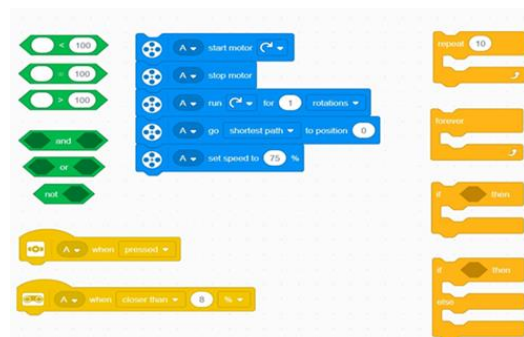 < 100
= 100
> 100
and
or
not
A when pressed
A when closer than 8 %
A start motor
A stop motor
A run for 1 rotations
A go shortest path to position 0
A set speed to 75 %
repeat 10
forever
if then
if then
else